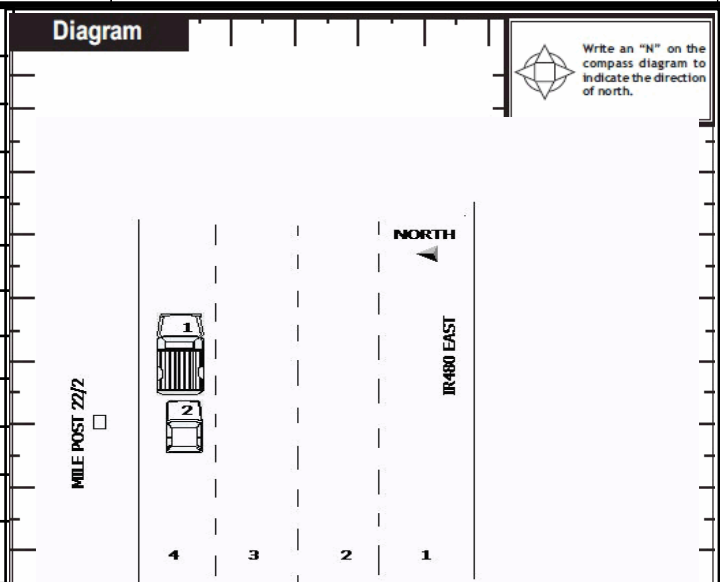 Diagram
Write an “N” on the
compass diagram to
indicate the direction
of north.
NORTH
1
IR480 EAST
2
MILE POST 22/2
4 3 2 1